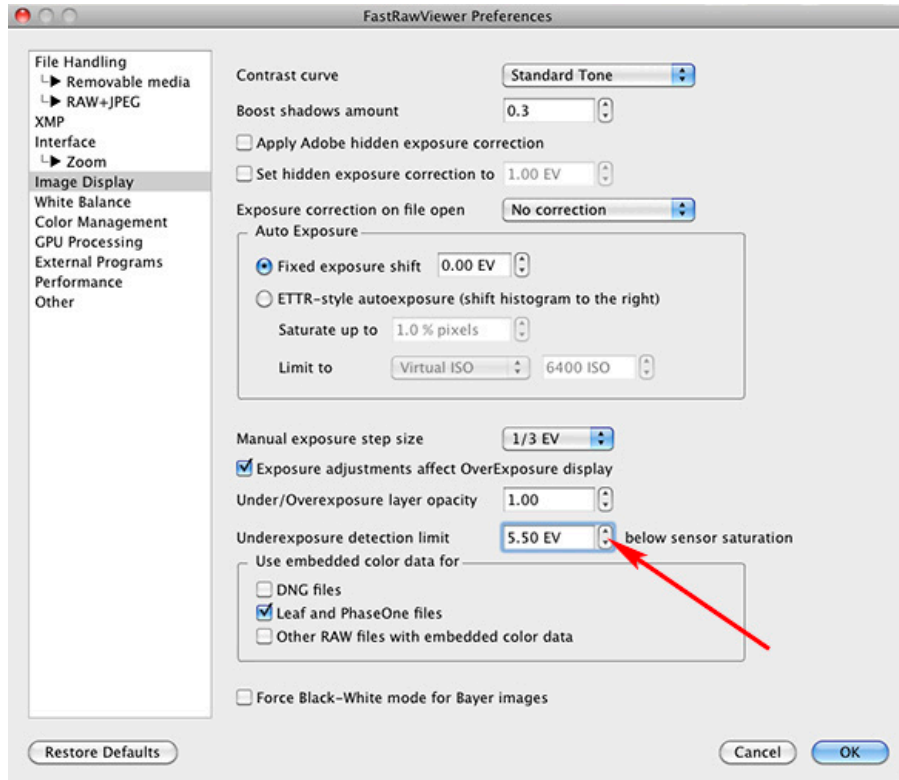 FastRawViewer Preferences
File Handling
Removable media
RAW+JPEG
XMP
Interface
Zoom
Image Display
White Balance
Color Management
GPU Processing
External Programs
Performance
Other
Contrast curve Standard Tone
Boost shadows amount 0.3
Apply Adobe hidden exposure correction
Set hidden exposure correction to 1.00 EV
Exposure correction on file open No correction
Auto Exposure
Fixed exposure shift 0.00 EV
ETTR-style autoexposure (shift histogram to the right)
Saturate up to 1.0 % pixels
Limit to Virtual ISO 6400 ISO
Manual exposure step size 1/3 EV
Exposure adjustments affect OverExposure display
Under/Overexposure layer opacity 1.00
Underexposure detection limit 5.50 EV below sensor saturation
Use embedded color data for
DNG files
Leaf and PhaseOne files
Other RAW files with embedded color data
Force Black-White mode for Bayer images
Restore Defaults Cancel OK